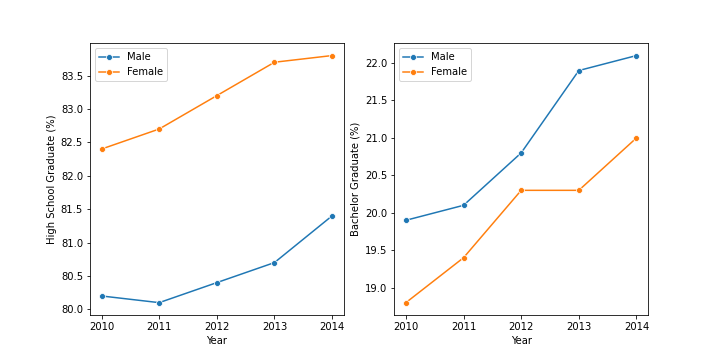 Male
Female
83.5
83.0
82.5
82.0
81.5
81.0
80.5
80.0
High School Graduate (%)
2010 2011 2012 2013 2014
Year
Male
Female
22.0
21.5
21.0
20.5
20.0
19.5
19.0
Bachelor Graduate (%)
2010 2011 2012 2013 2014
Year